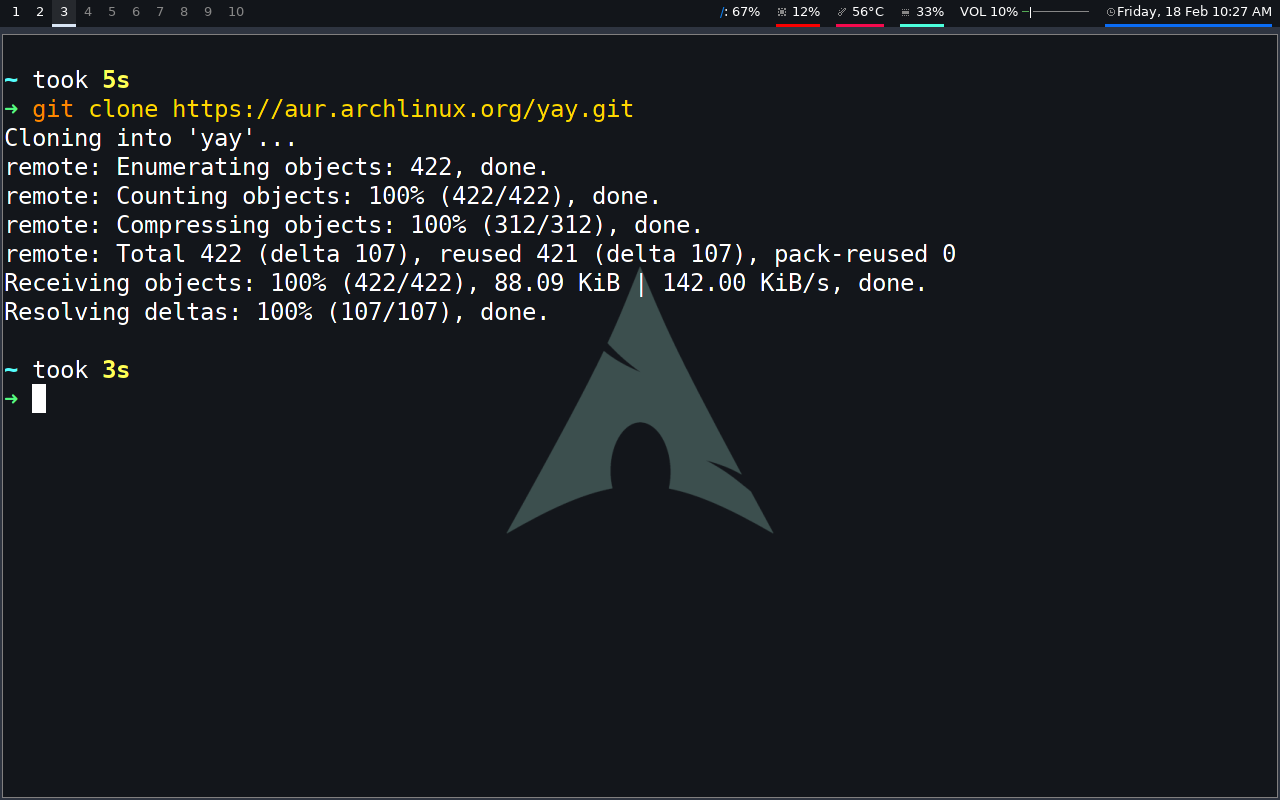 1 2 3 4 5 6 7 8 9 10 /: 67% 12% 56°C 33% VOL 10% Friday, 18 Feb 10:27 AM
~ took 5s
➜ git clone https://aur.archlinux.org/yay.git
Cloning into 'yay'...
remote: Enumerating objects: 422, done.
remote: Counting objects: 100% (422/422), done.
remote: Compressing objects: 100% (312/312), done.
remote: Total 422 (delta 107), reused 421 (delta 107), pack-reused 0
Receiving objects: 100% (422/422), 88.09 KiB | 142.00 KiB/s, done.
Resolving deltas: 100% (107/107), done.
~ took 3s
➜